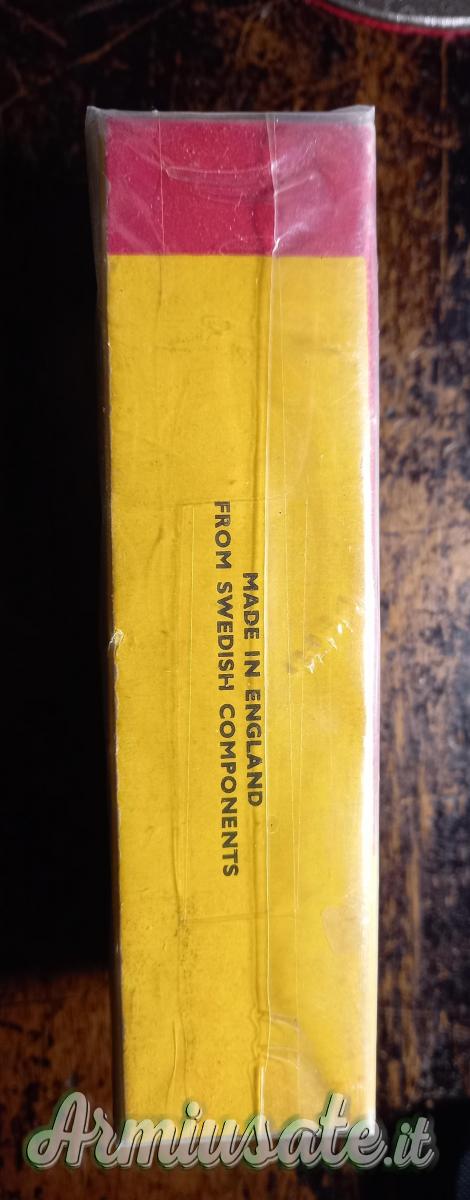 MADE IN ENGLAND
FROM SWEDISH COMPONENTS
Armiusate.it